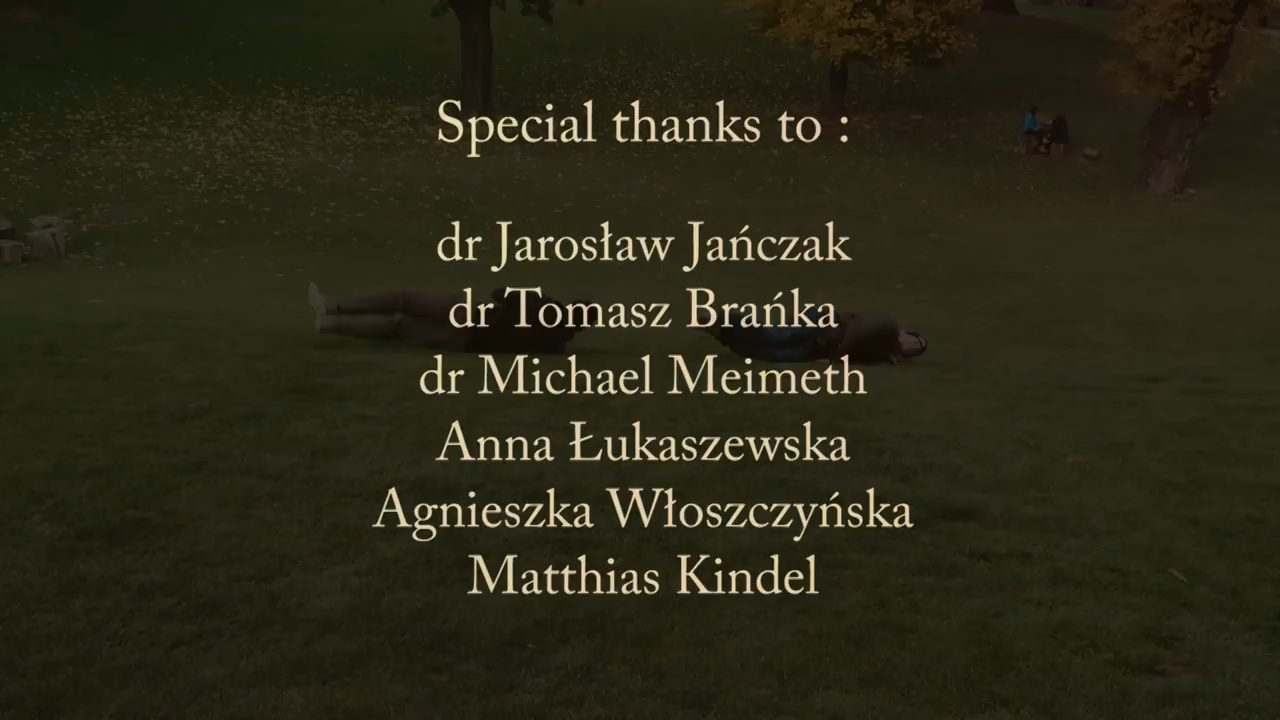 Special thanks to :
dr Jarosław Jańczak
dr Tomasz Brańka
dr Michael Meimeth
Anna Łukaszewska
Agnieszka Włoszczyńska
Matthias Kindel